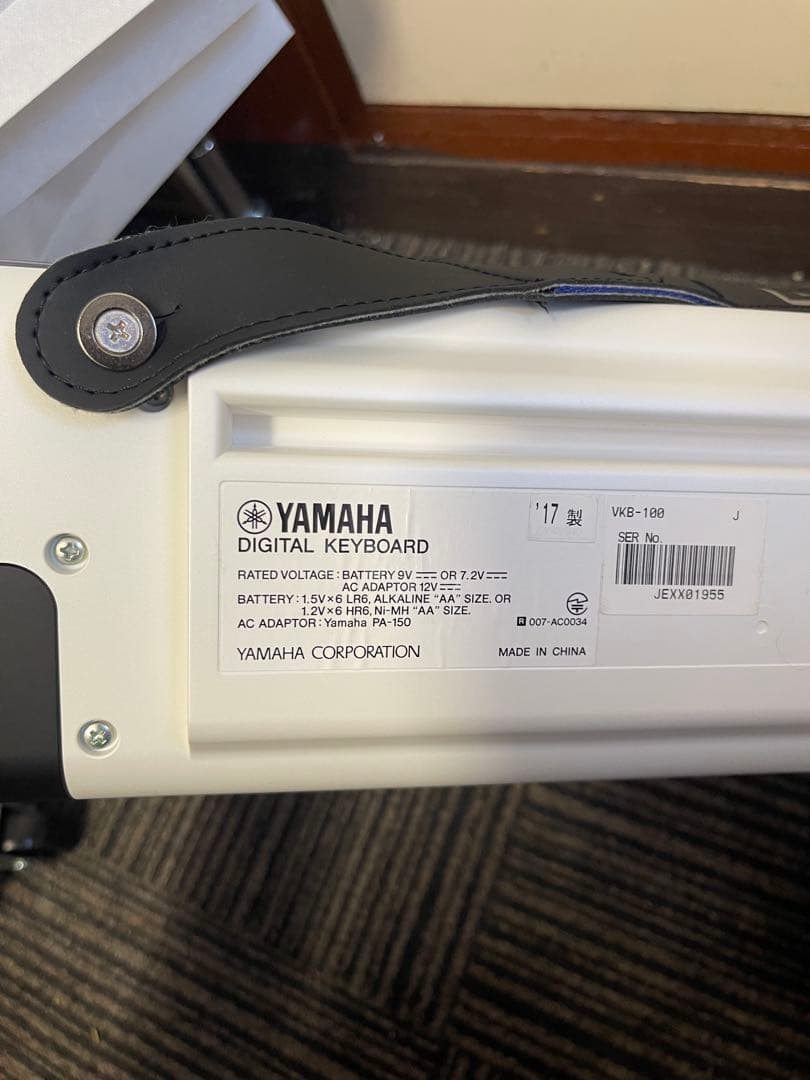 YAMAHA
DIGITAL KEYBOARD
RATED VOLTAGE : BATTERY 9V ⎓ OR 7.2V ⎓
AC ADAPTOR 12V ⎓
BATTERY : 1.5V×6 LR6, ALKALINE "AA" SIZE. OR
1.2V×6 HR6, Ni-MH "AA" SIZE.
AC ADAPTOR : Yamaha PA-150
R 007-AC0034
YAMAHA CORPORATION
MADE IN CHINA
'17 製
VKB-100 J
SER No.
JEXX01955